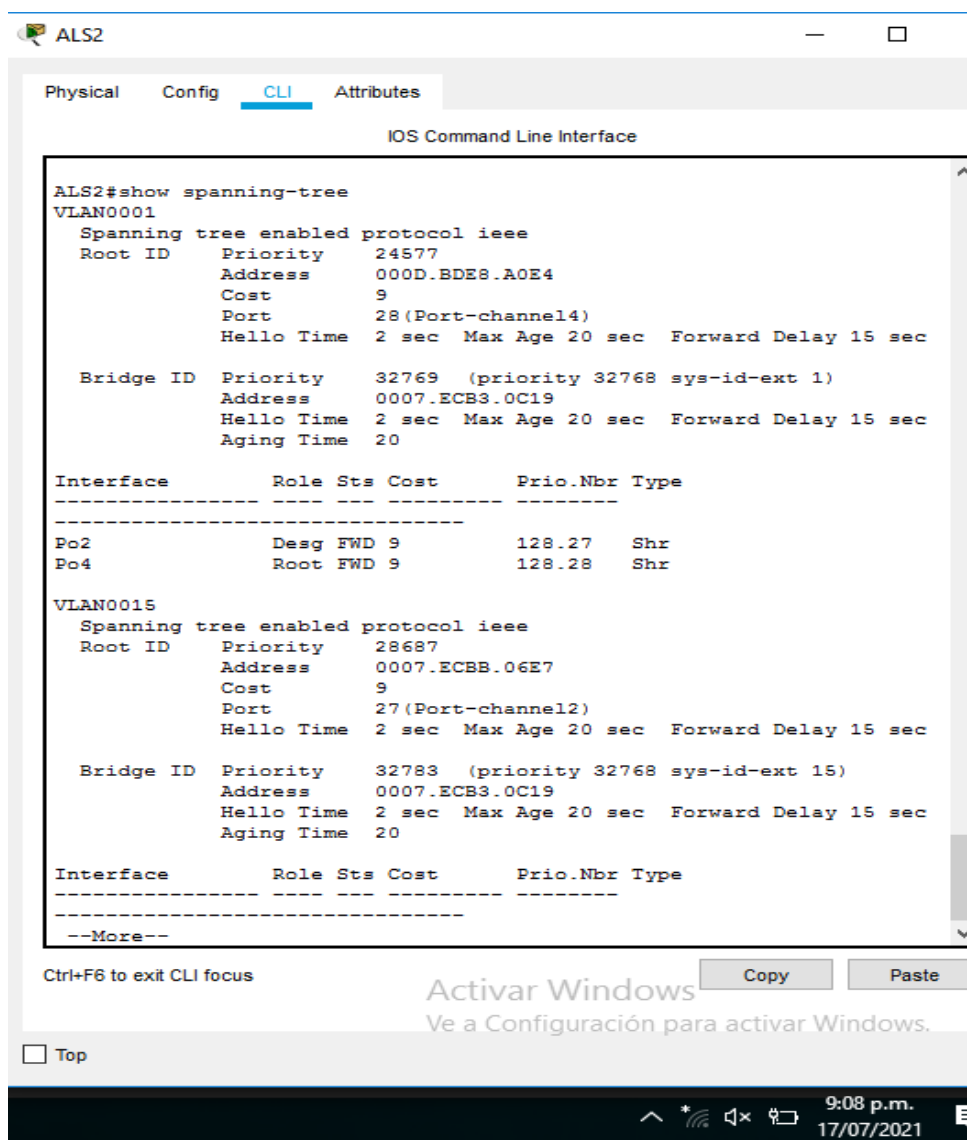 ALS2
Physical Config CLI Attributes
IOS Command Line Interface
ALS2#show spanning-tree
VLAN0001
  Spanning tree enabled protocol ieee
  Root ID    Priority    24577
             Address     000D.BDE8.A0E4
             Cost        9
             Port        28(Port-channel4)
             Hello Time  2 sec  Max Age 20 sec  Forward Delay 15 sec
  Bridge ID  Priority    32769  (priority 32768 sys-id-ext 1)
             Address     0007.ECB3.0C19
             Hello Time  2 sec  Max Age 20 sec  Forward Delay 15 sec
             Aging Time  20
Interface        Role Sts Cost      Prio.Nbr Type
---------------- ---- --- --------- --------
--------------------------------
Po2              Desg FWD 9         128.27   Shr
Po4              Root FWD 9         128.28   Shr
VLAN0015
  Spanning tree enabled protocol ieee
  Root ID    Priority    28687
             Address     0007.ECBB.06E7
             Cost        9
             Port        27(Port-channel2)
             Hello Time  2 sec  Max Age 20 sec  Forward Delay 15 sec
  Bridge ID  Priority    32783  (priority 32768 sys-id-ext 15)
             Address     0007.ECB3.0C19
             Hello Time  2 sec  Max Age 20 sec  Forward Delay 15 sec
             Aging Time  20
Interface        Role Sts Cost      Prio.Nbr Type
---------------- ---- --- --------- --------
--------------------------------
 --More--
Ctrl+F6 to exit CLI focus
Copy Paste
Activar Windows
Ve a Configuración para activar Windows.
Top
9:08 p.m.
17/07/2021